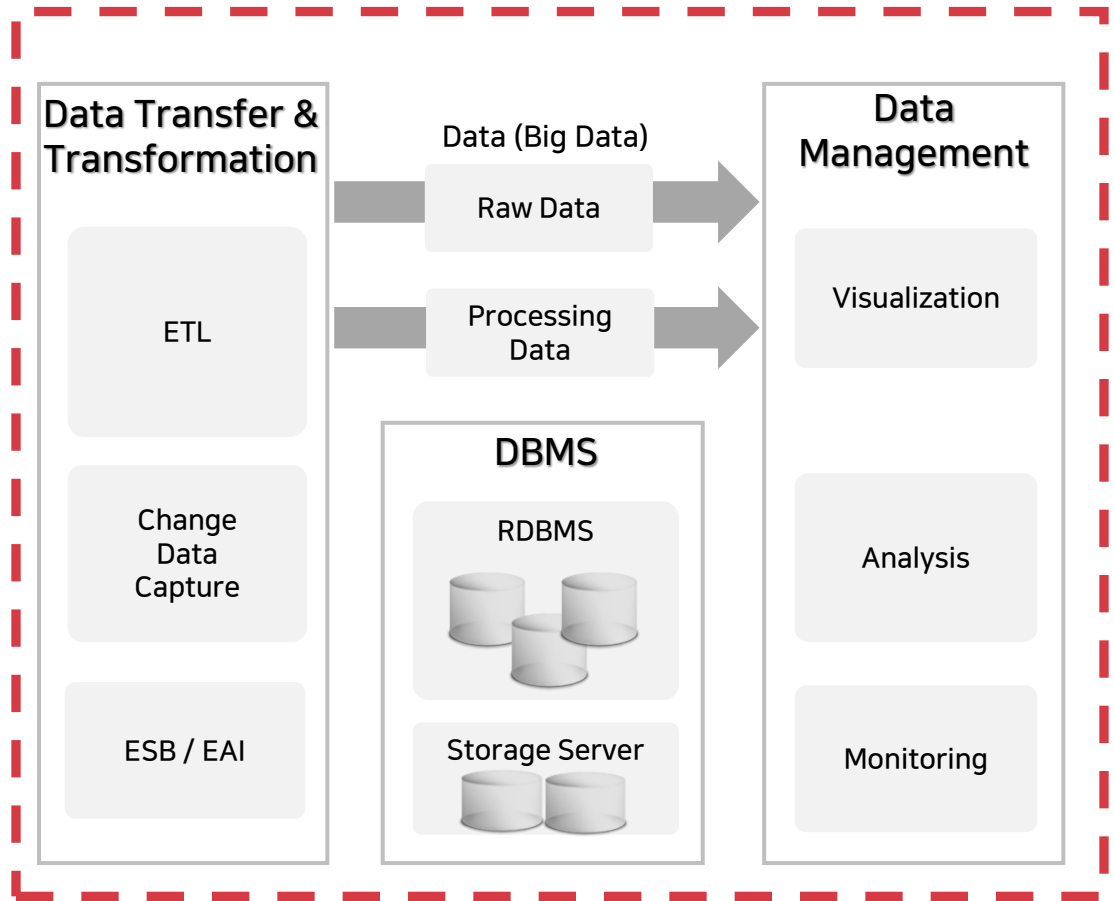 Data Transfer &
Transformation
ETL
Change
Data
Capture
ESB / EAI
Data (Big Data)
Raw Data
Processing
Data
DBMS
RDBMS
Storage Server
Data
Management
Visualization
Analysis
Monitoring